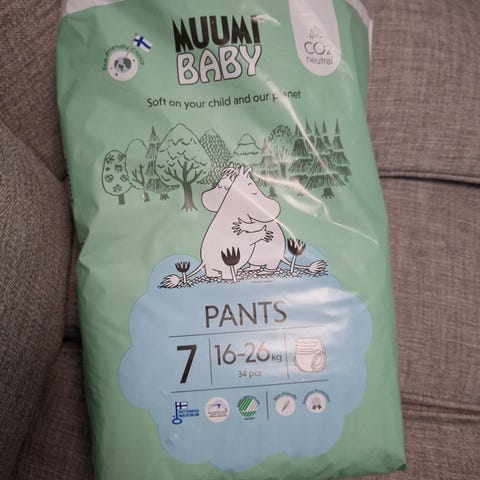 MUUMI
BABY
CO2
neutral
Soft on your child and our planet
PANTS
7
16-26kg
34 pcs